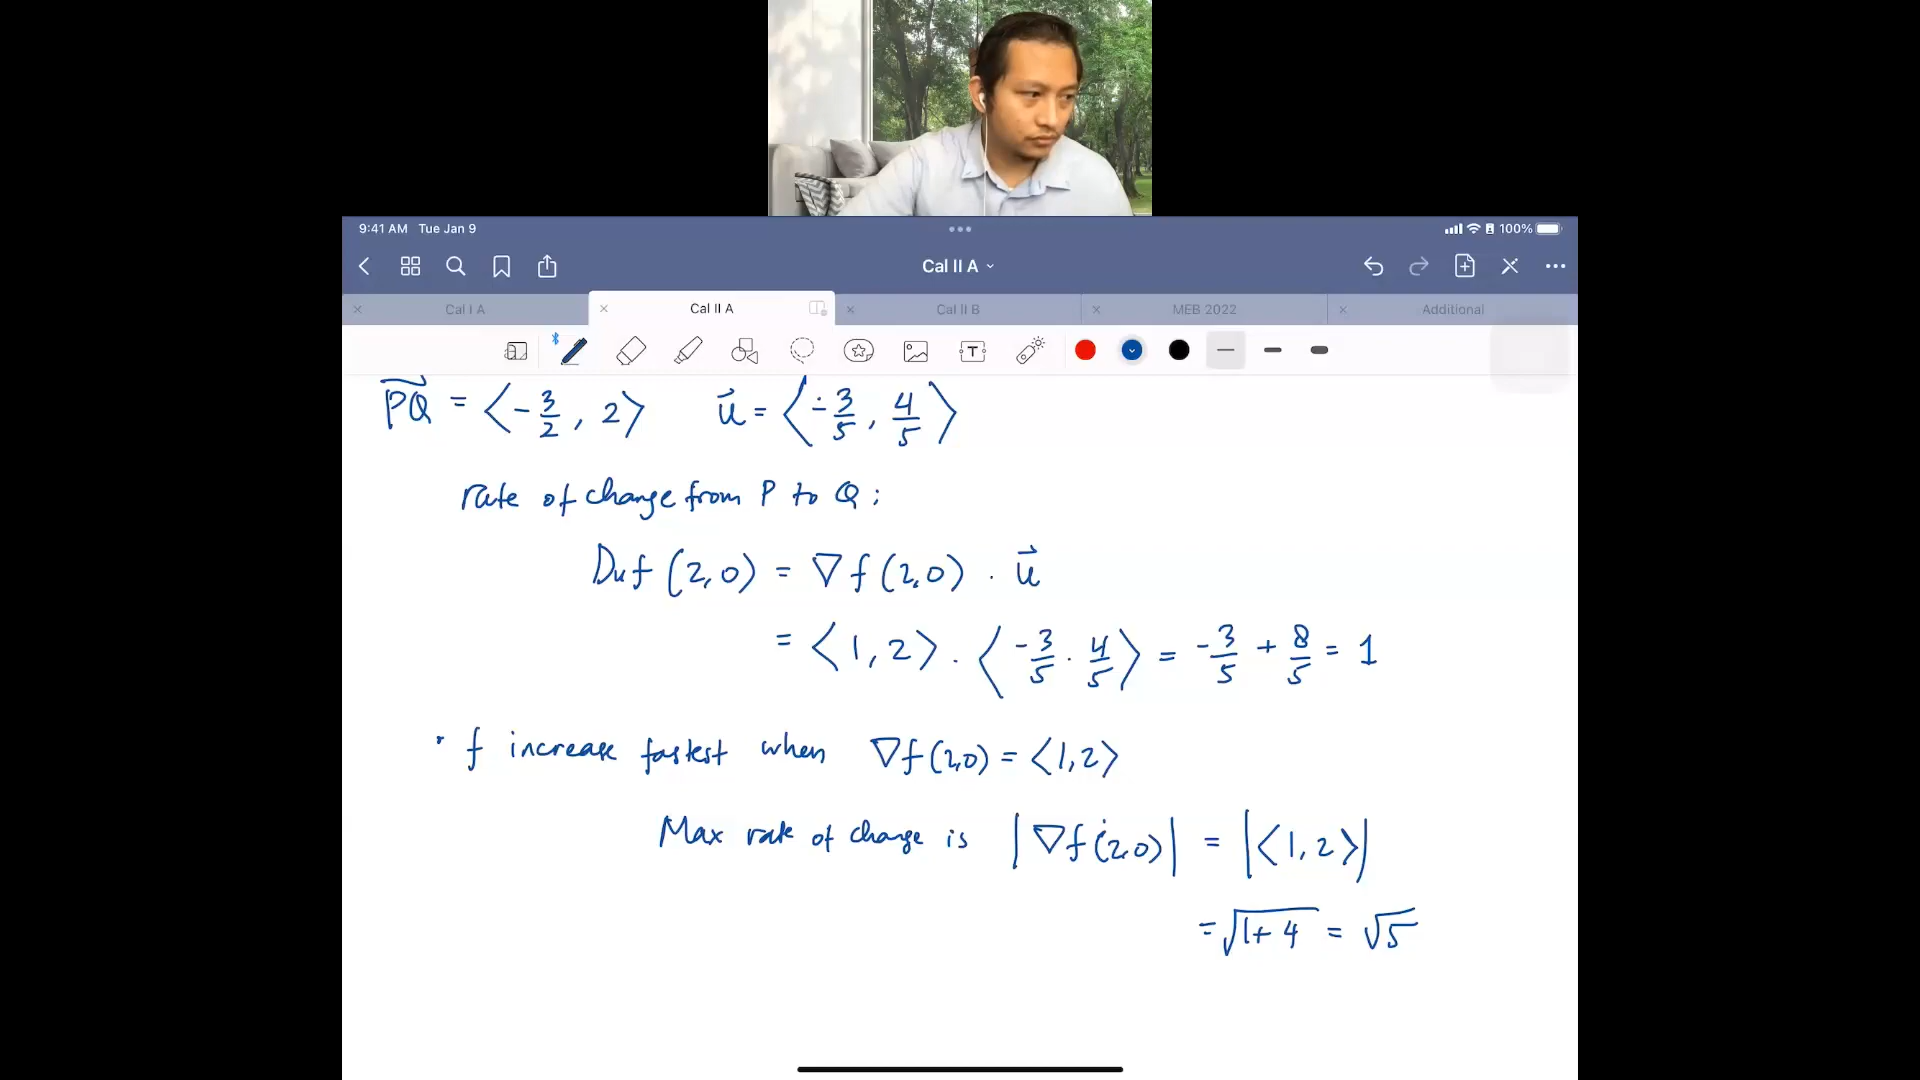 9:41 AM Tue Jan 9
100%
Cal II A
Cal I A
Cal II A
Cal II B
MEB 2022
Additional
PQ⃗ = ⟨-3/2, 2⟩ u⃗ = ⟨-3/5, 4/5⟩
rate of change from P to Q :
Duf (2,0) = ∇f(2,0) · u⃗
= ⟨1,2⟩ · ⟨-3/5 · 4/5⟩ = -3/5 + 8/5 = 1
· f increase fastest when ∇f(2,0) = ⟨1,2⟩
Max rate of change is |∇f(2,0)| = |⟨1,2⟩|
= √(1+4) = √5